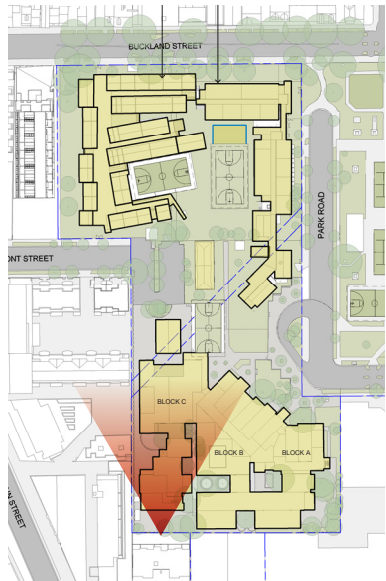 BUCKLAND STREET
PARK ROAD
ONT STREET
BLOCK C
BLOCK B
BLOCK A
N STREET